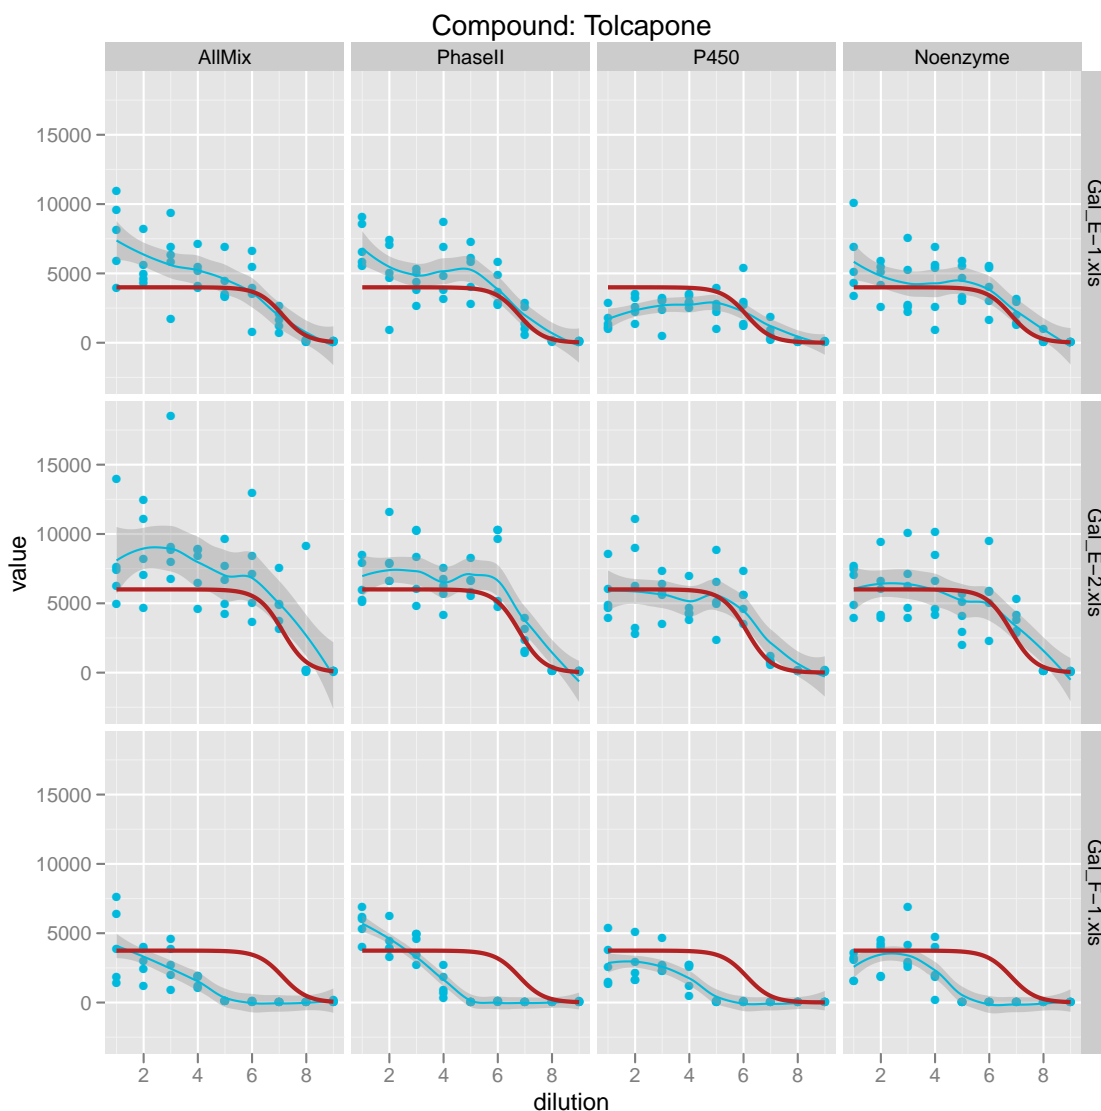 Compound: Tolcapone
AllMix PhaseII P450 Noenzyme
15000
10000
5000
0
Gal_E−1.xls
15000
10000
5000
0
Gal_E−2.xls
value
15000
10000
5000
0
Gal_F−1.xls
2 4 6 8 2 4 6 8 2 4 6 8 2 4 6 8
dilution